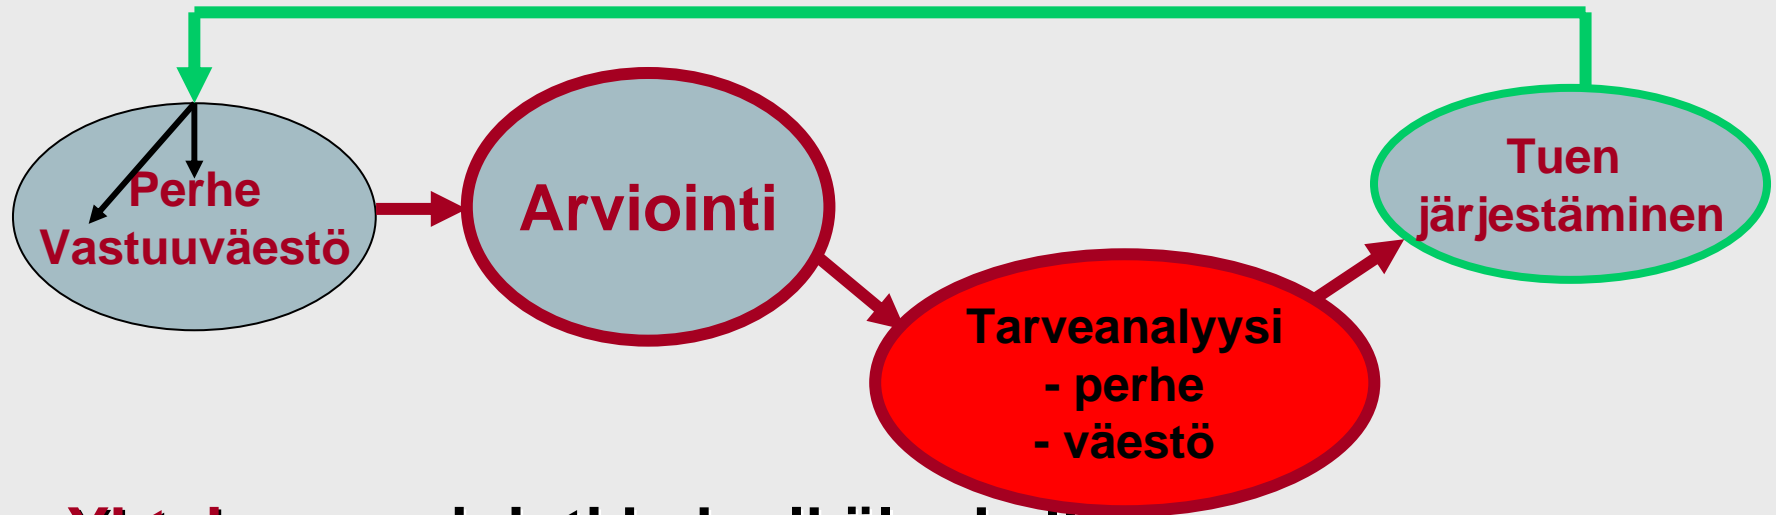 Perhe
Vastuuväestö
Arviointi
Tarveanalyysi
- perhe
- väestö
Tuen
järjestäminen